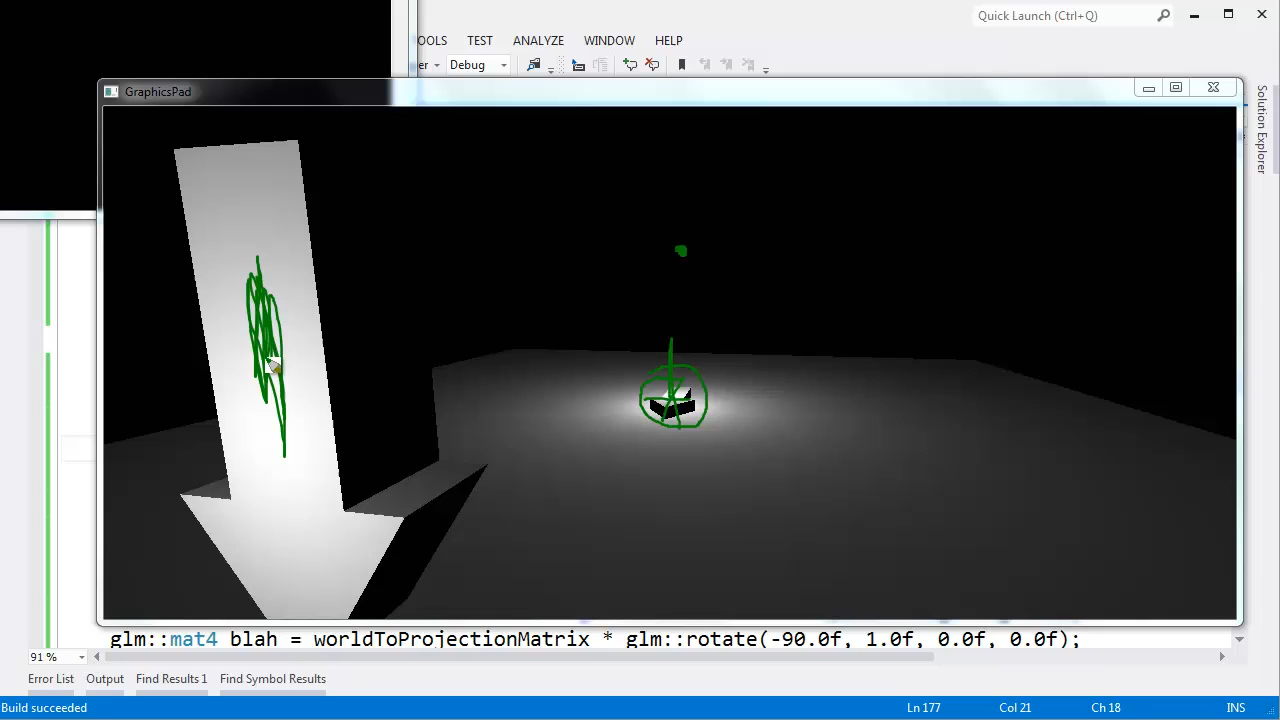 Quick Launch (Ctrl+Q)
OOLS TEST ANALYZE WINDOW HELP
er Debug
GraphicsPad
Solution Explorer
glm::mat4 blah = worldToProjectionMatrix * glm::rotate(-90.0f, 1.0f, 0.0f, 0.0f);
91 %
Error List Output Find Results 1 Find Symbol Results
Build succeeded Ln 177 Col 21 Ch 18 INS